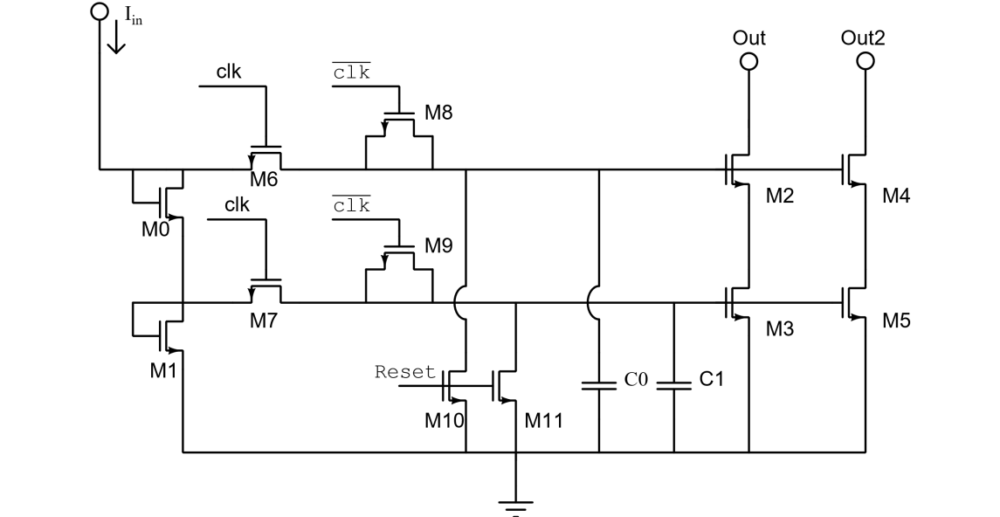 I_in
Out
Out2
clk
clk
M8
M6
M2
M4
M0
clk
clk
M9
M7
M3
M5
M1
Reset
C0
C1
M10
M11